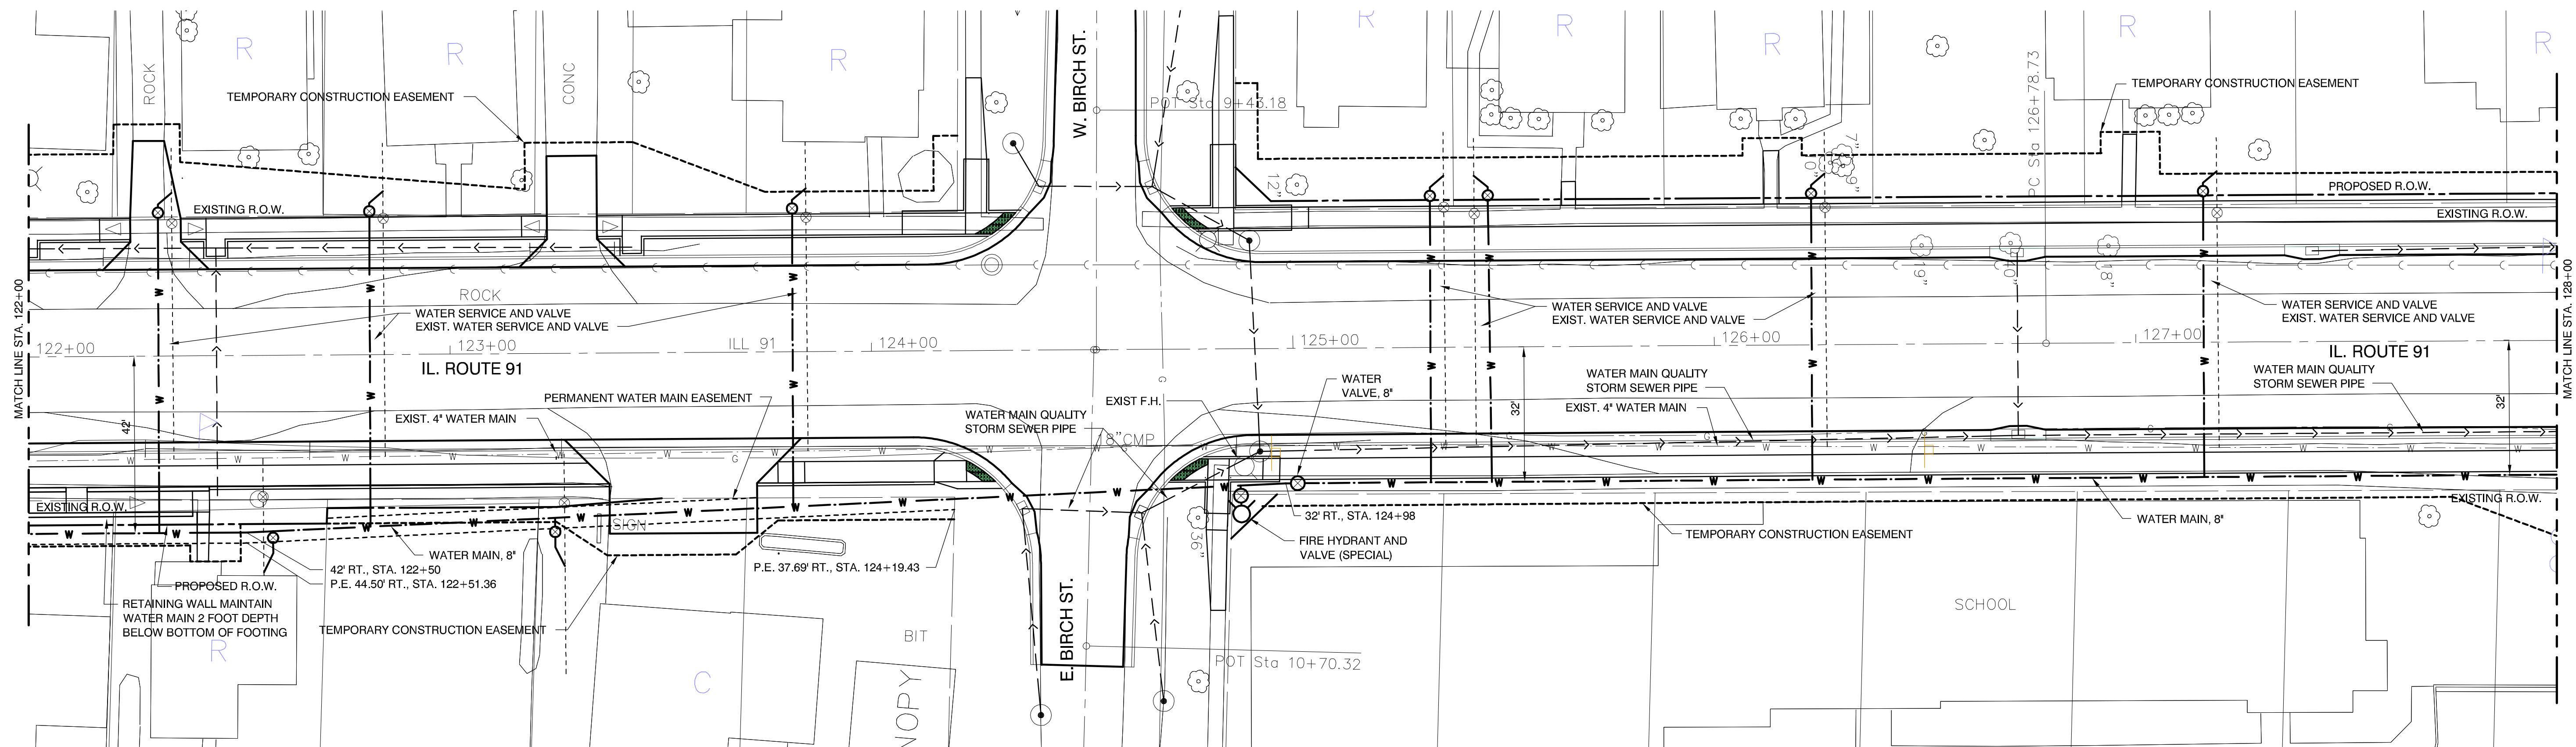 R
R
R
R
R
R
R
R
ROCK
CONC
W. BIRCH ST.
POT Sta 9+43.18
PC Sta 126+78.73
TEMPORARY CONSTRUCTION EASEMENT
TEMPORARY CONSTRUCTION EASEMENT
12"
7"
9"
EXISTING R.O.W.
PROPOSED R.O.W.
EXISTING R.O.W.
19"
10"
18"
MATCH LINE STA. 122+00
MATCH LINE STA. 128+00
ROCK
WATER SERVICE AND VALVE
EXIST. WATER SERVICE AND VALVE
WATER SERVICE AND VALVE
EXIST. WATER SERVICE AND VALVE
WATER SERVICE AND VALVE
EXIST. WATER SERVICE AND VALVE
122+00
123+00
ILL 91
124+00
125+00
126+00
127+00
IL. ROUTE 91
IL. ROUTE 91
42'
32'
32'
PERMANENT WATER MAIN EASEMENT
EXIST. 4" WATER MAIN
WATER MAIN QUALITY
STORM SEWER PIPE
EXIST F.H.
WATER
VALVE, 8"
WATER MAIN QUALITY
STORM SEWER PIPE
EXIST. 4" WATER MAIN
WATER MAIN QUALITY
STORM SEWER PIPE
18"CMP
EXISTING R.O.W.
EXISTING R.O.W.
SIGN
WATER MAIN, 8"
42' RT., STA. 122+50
P.E. 44.50' RT., STA. 122+51.36
P.E. 37.69' RT., STA. 124+19.43
36"
32' RT., STA. 124+98
FIRE HYDRANT AND
VALVE (SPECIAL)
TEMPORARY CONSTRUCTION EASEMENT
WATER MAIN, 8"
PROPOSED R.O.W.
RETAINING WALL MAINTAIN
WATER MAIN 2 FOOT DEPTH
BELOW BOTTOM OF FOOTING
TEMPORARY CONSTRUCTION EASEMENT
R
C
BIT
NOPY
E. BIRCH ST.
POT Sta 10+70.32
SCHOOL